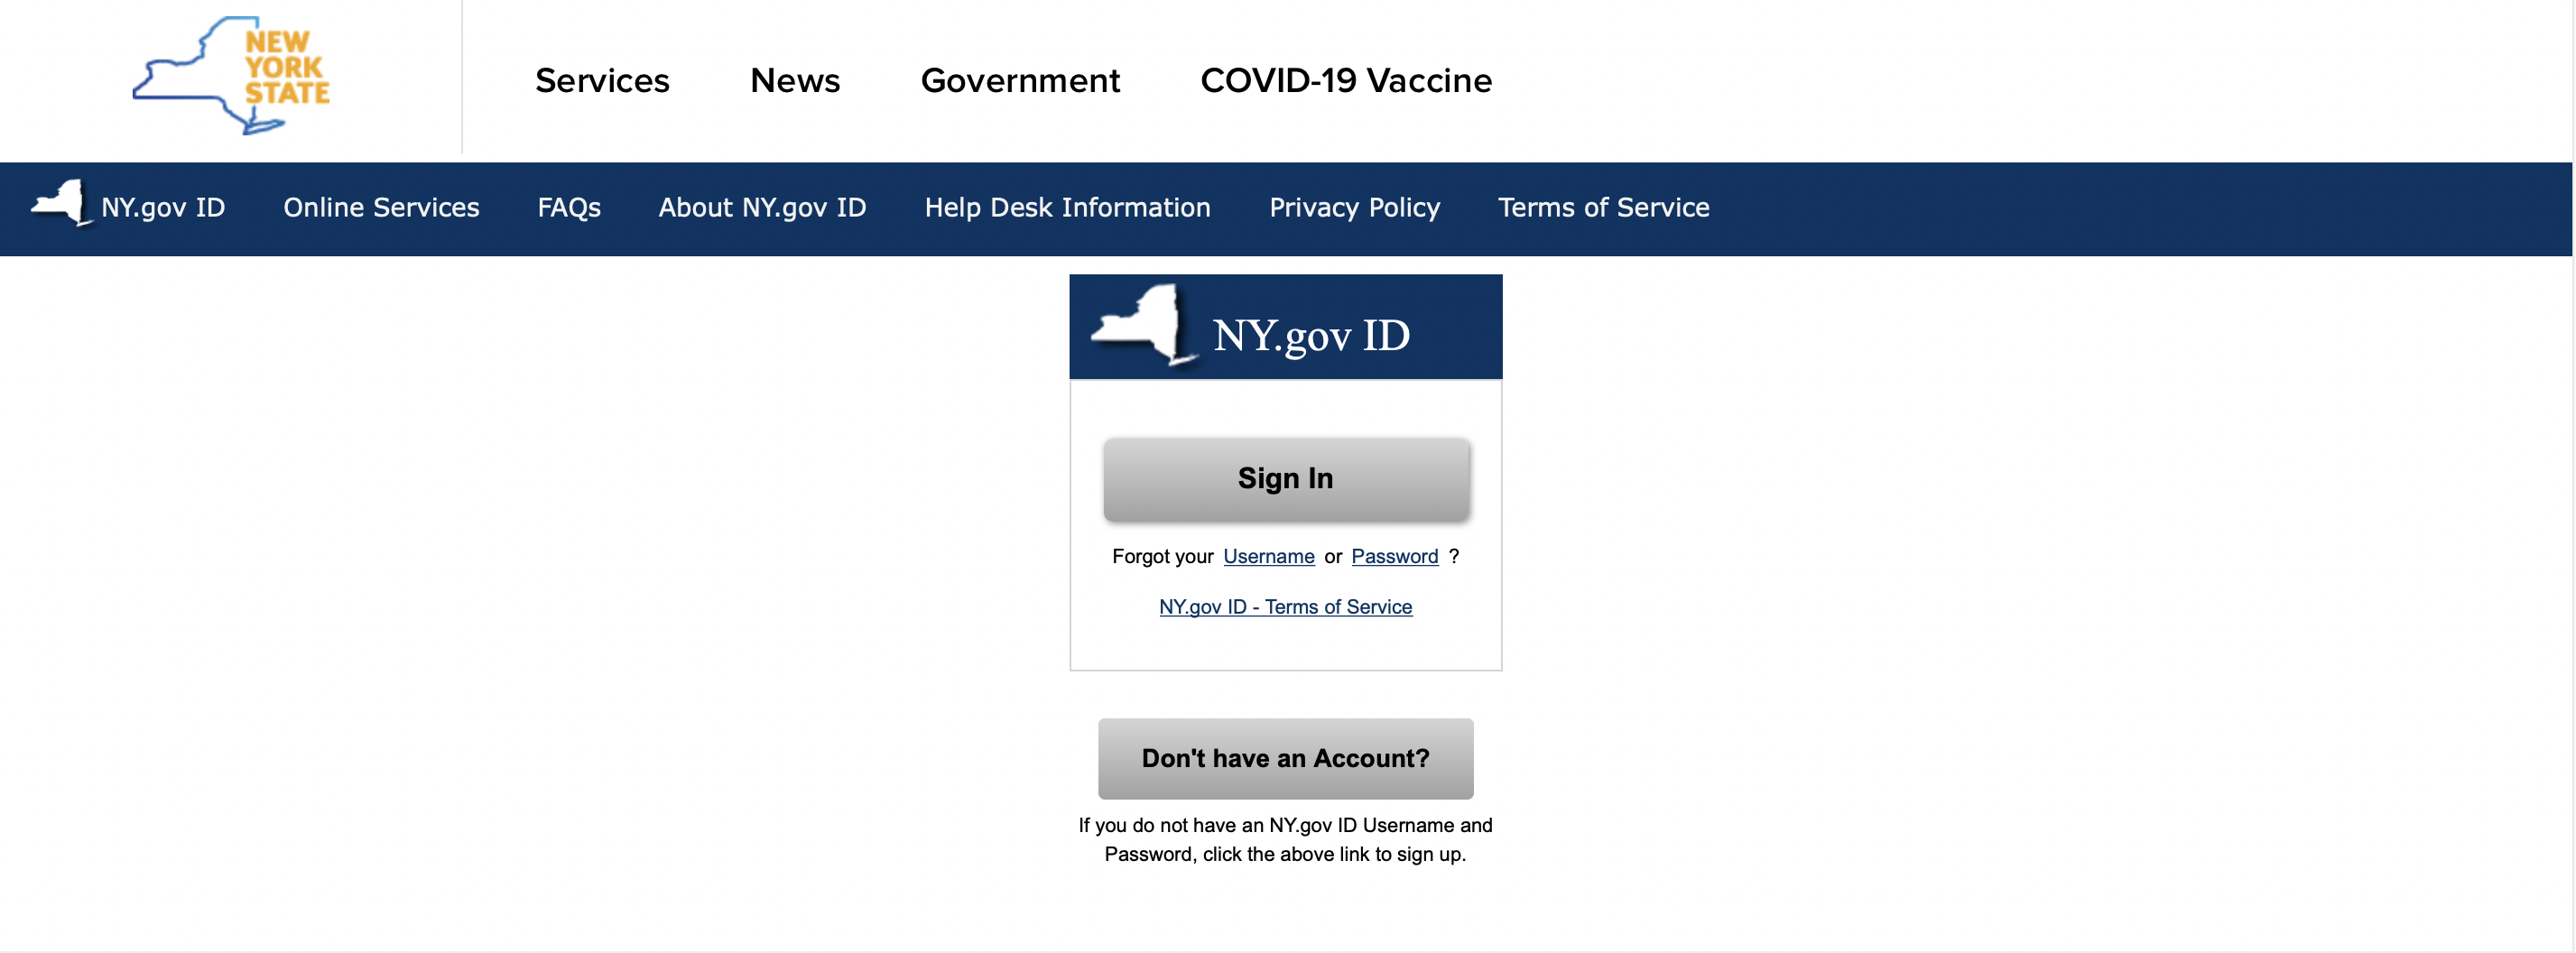 NEW
YORK
STATE
Services News Government COVID-19 Vaccine
NY.gov ID Online Services FAQs About NY.gov ID Help Desk Information Privacy Policy Terms of Service
NY.gov ID
Sign In
Forgot your Username or Password ?
NY.gov ID - Terms of Service
Don't have an Account?
If you do not have an NY.gov ID Username and
Password, click the above link to sign up.